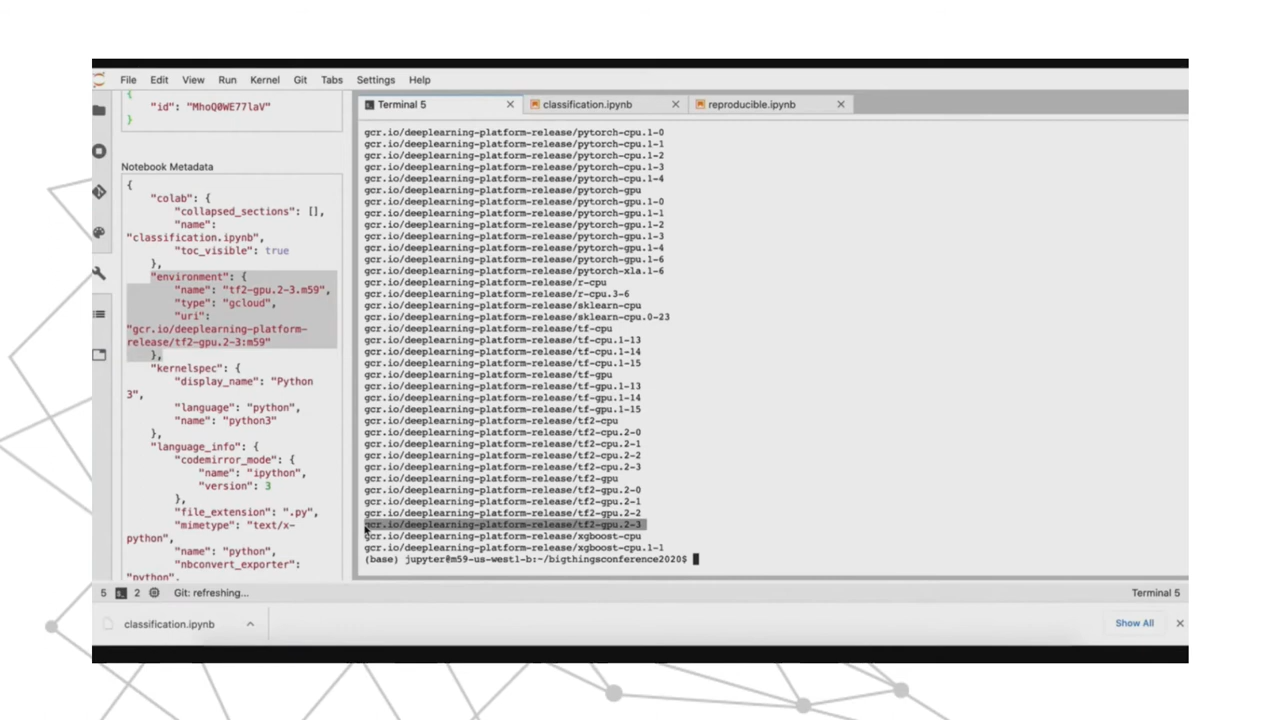 File Edit View Run Kernel Git Tabs Settings Help
{
"id": "MhoQ0WE77laV"
}
Notebook Metadata
{
"colab": {
"collapsed_sections": [],
"name":
"classification.ipynb",
"toc_visible": true
},
"environment": {
"name": "tf2-gpu.2-3.m59",
"type": "gcloud",
"uri":
"gcr.io/deeplearning-platform-
release/tf2-gpu.2-3:m59"
},
"kernelspec": {
"display_name": "Python
3",
"language": "python",
"name": "python3"
},
"language_info": {
"codemirror_mode": {
"name": "ipython",
"version": 3
},
"file_extension": ".py",
"mimetype": "text/x-
python",
"name": "python",
"nbconvert_exporter":
"python",
Terminal 5 classification.ipynb reproducible.ipynb
gcr.io/deeplearning-platform-release/pytorch-cpu.1-0
gcr.io/deeplearning-platform-release/pytorch-cpu.1-1
gcr.io/deeplearning-platform-release/pytorch-cpu.1-2
gcr.io/deeplearning-platform-release/pytorch-cpu.1-3
gcr.io/deeplearning-platform-release/pytorch-cpu.1-4
gcr.io/deeplearning-platform-release/pytorch-gpu
gcr.io/deeplearning-platform-release/pytorch-gpu.1-0
gcr.io/deeplearning-platform-release/pytorch-gpu.1-1
gcr.io/deeplearning-platform-release/pytorch-gpu.1-2
gcr.io/deeplearning-platform-release/pytorch-gpu.1-3
gcr.io/deeplearning-platform-release/pytorch-gpu.1-4
gcr.io/deeplearning-platform-release/pytorch-gpu.1-6
gcr.io/deeplearning-platform-release/pytorch-xla.1-6
gcr.io/deeplearning-platform-release/r-cpu
gcr.io/deeplearning-platform-release/r-cpu.3-6
gcr.io/deeplearning-platform-release/sklearn-cpu
gcr.io/deeplearning-platform-release/sklearn-cpu.0-23
gcr.io/deeplearning-platform-release/tf-cpu
gcr.io/deeplearning-platform-release/tf-cpu.1-13
gcr.io/deeplearning-platform-release/tf-cpu.1-14
gcr.io/deeplearning-platform-release/tf-cpu.1-15
gcr.io/deeplearning-platform-release/tf-gpu
gcr.io/deeplearning-platform-release/tf-gpu.1-13
gcr.io/deeplearning-platform-release/tf-gpu.1-14
gcr.io/deeplearning-platform-release/tf-gpu.1-15
gcr.io/deeplearning-platform-release/tf2-cpu
gcr.io/deeplearning-platform-release/tf2-cpu.2-0
gcr.io/deeplearning-platform-release/tf2-cpu.2-1
gcr.io/deeplearning-platform-release/tf2-cpu.2-2
gcr.io/deeplearning-platform-release/tf2-cpu.2-3
gcr.io/deeplearning-platform-release/tf2-gpu
gcr.io/deeplearning-platform-release/tf2-gpu.2-0
gcr.io/deeplearning-platform-release/tf2-gpu.2-1
gcr.io/deeplearning-platform-release/tf2-gpu.2-2
gcr.io/deeplearning-platform-release/tf2-gpu.2-3
gcr.io/deeplearning-platform-release/xgboost-cpu
gcr.io/deeplearning-platform-release/xgboost-cpu.1-1
(base) jupyter@m59-us-west1-b:~/bigthingsconference2020$
5 2 Git: refreshing... Terminal 5
classification.ipynb Show All